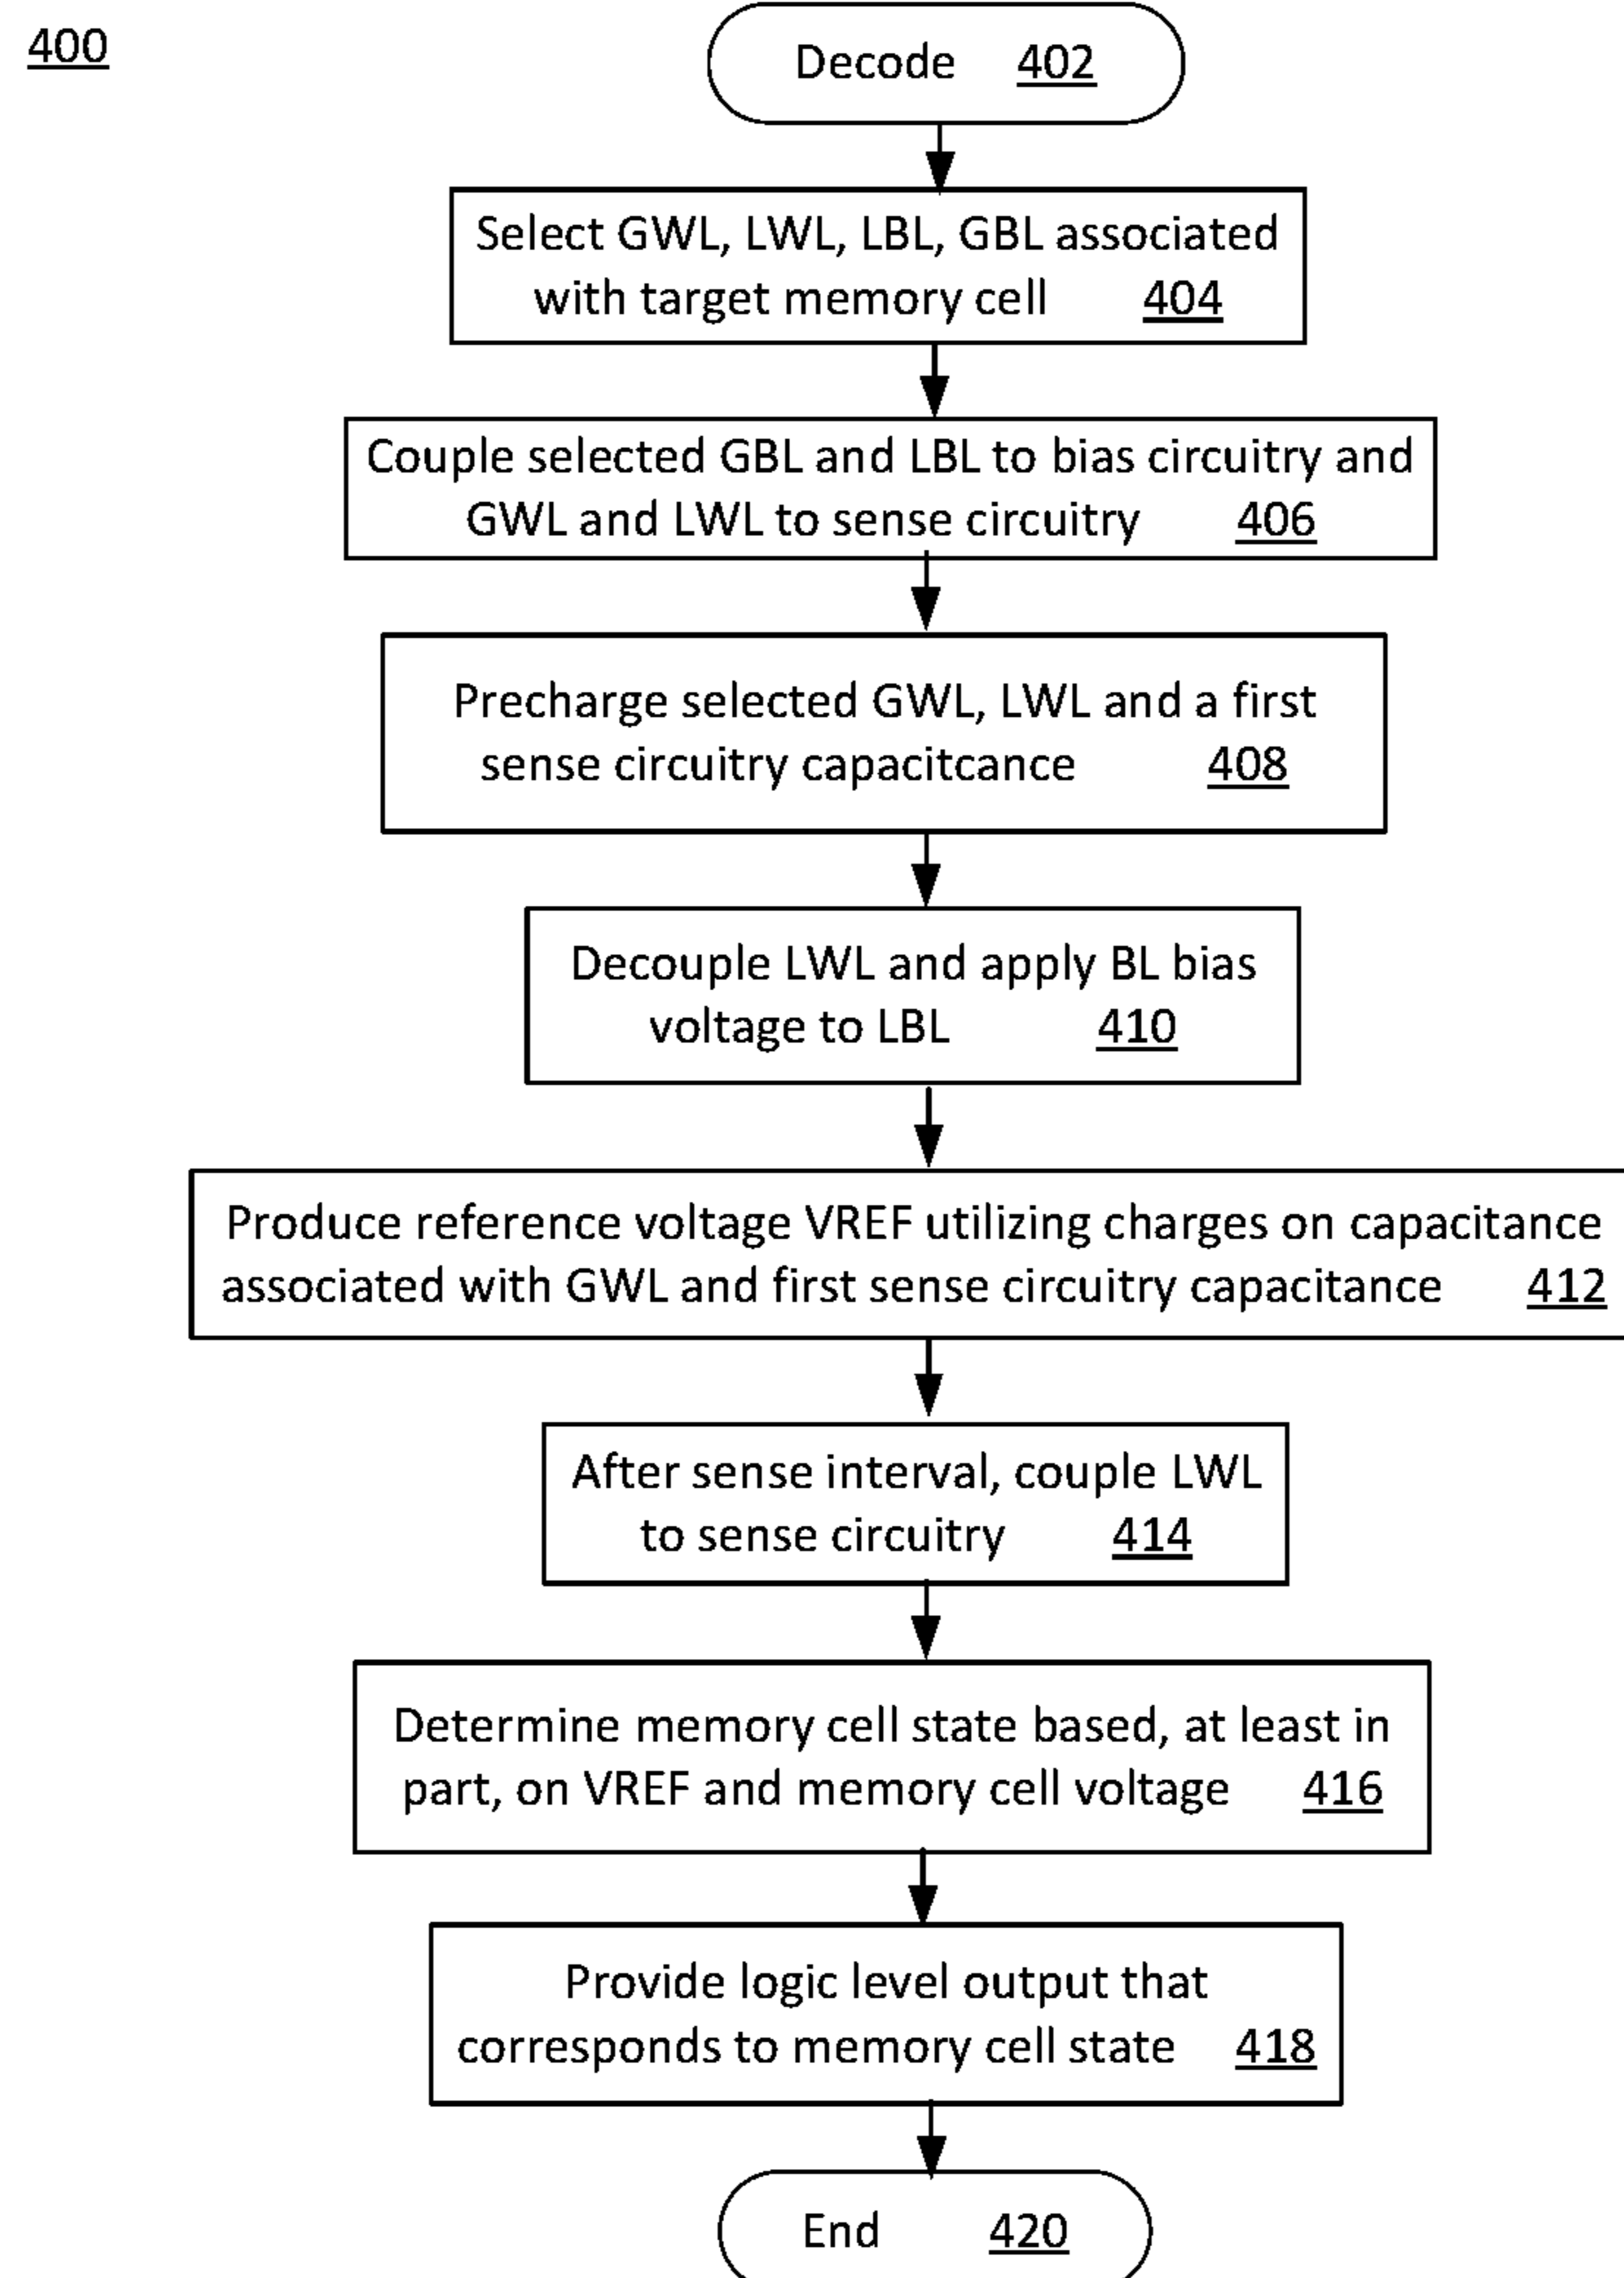 400
Decode 402
Select GWL, LWL, LBL, GBL associated
with target memory cell 404
Couple selected GBL and LBL to bias circuitry and
GWL and LWL to sense circuitry 406
Precharge selected GWL, LWL and a first
sense circuitry capacitcance 408
Decouple LWL and apply BL bias
voltage to LBL 410
Produce reference voltage VREF utilizing charges on capacitance
associated with GWL and first sense circuitry capacitance 412
After sense interval, couple LWL
to sense circuitry 414
Determine memory cell state based, at least in
part, on VREF and memory cell voltage 416
Provide logic level output that
corresponds to memory cell state 418
End 420